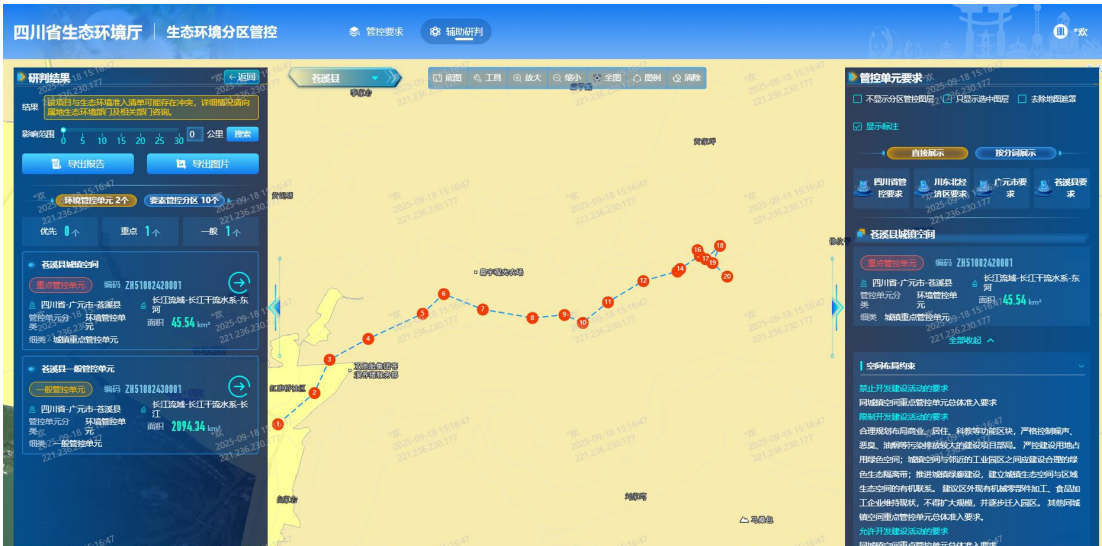 四川省生态环境厅 生态环境分区管控
管控要求
辅助研判
*欢
研判结果
返回
结果
该项目与生态环境准入清单可能存在冲突，详细情况请向
属地生态环境部门及相关部门咨询。
影响范围
0 5 10 15 20 25 30
0 公里
搜索
导出报告
导出图片
环境管控单元 2个
要素管控分区 10个
优先 0个
重点 1个
一般 1个
苍溪县城镇空间
重点管控单元
编码 ZH51082420001
四川省-广元市-苍溪县
长江流域-长江干流水系-东
河
管控单元分
类
环境管控单
元
面积 45.54 km²
细类 城镇重点管控单元
苍溪县一般管控单元
一般管控单元
编码 ZH51082430001
四川省-广元市-苍溪县
长江流域-长江干流水系-长
江
管控单元分
类
环境管控单
元
面积 2094.34 km²
细类 一般管控单元
苍溪县
底图 工具 放大 缩小 全图 图例 清除
1
2
3
4
5
6
7
8
9
10
11
12
14
16
17
18
19
20
管控单元要求
不显示分区管控图层
只显示选中图层
去除地图遮罩
显示标注
直接展示
按分词展示
四川省管
控要求
川东北经
济区要求
广元市要
求
苍溪县要
求
苍溪县城镇空间
重点管控单元
编码 ZH51082420001
四川省-广元市-苍溪县
长江流域-长江干流水系-东
河
管控单元分
类
环境管控单
元
面积 45.54 km²
细类 城镇重点管控单元
全部收起
空间布局约束
禁止开发建设活动的要求
同城镇空间重点管控单元总体准入要求
限制开发建设活动的要求
合理规划布局商业、居住、科教等功能区块，严格控制噪声、
恶臭、油烟等污染排放较大的建设项目布局。 严控建设用地占
用绿色空间；城镇空间与邻近的工业园区之间应建设合理的绿
色生态隔离带；推进城镇绿廊建设，建立城镇生态空间与区域
生态空间的有机联系。 建议区外现有机械零部件加工、食品加
工企业维持现状，不得扩大规模，并逐步迁入园区。 其他同城
镇空间重点管控单元总体准入要求。
允许开发建设活动的要求
同城镇空间重点管控单元总体准入要求
*欢
2025-09-18 15:16:47
221.236.230.177